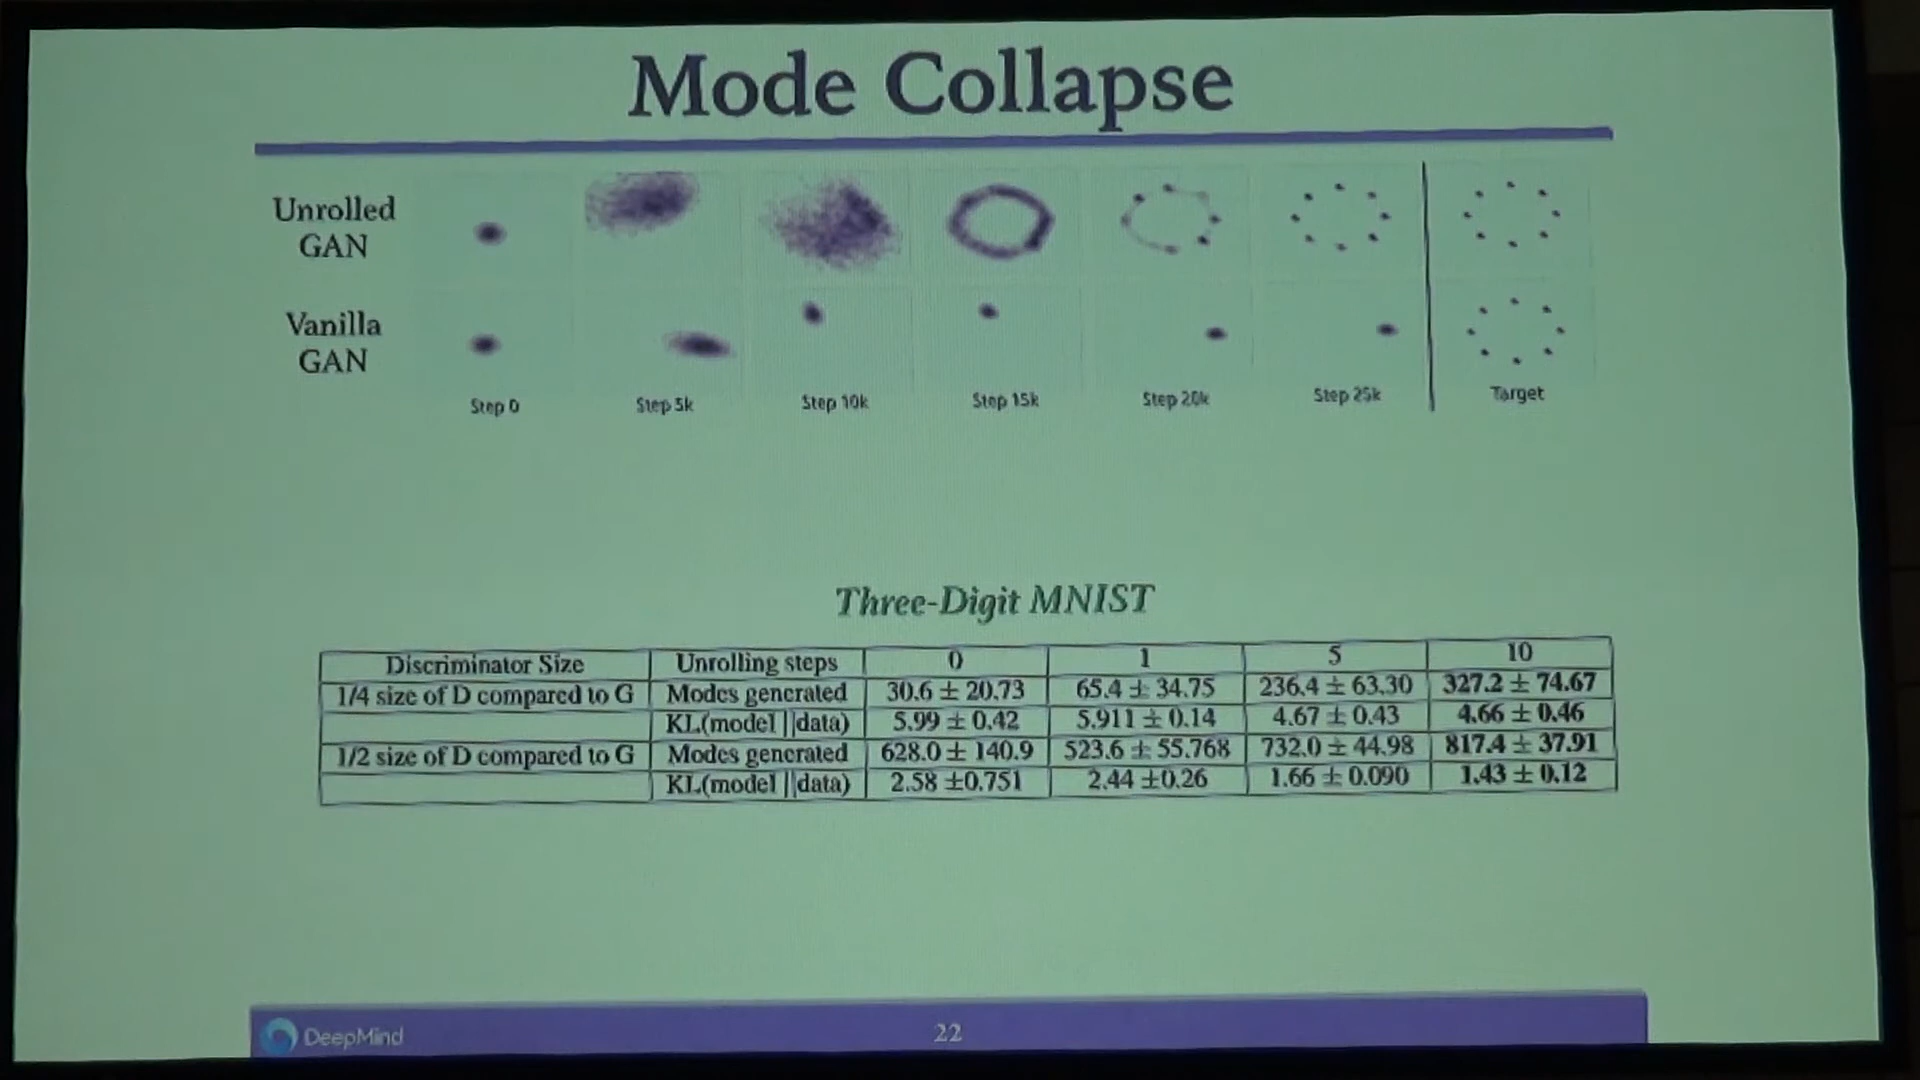 Mode Collapse
Unrolled
GAN
Vanilla
GAN
Step 0 Step 5k Step 10k Step 15k Step 20k Step 25k Target
Three-Digit MNIST
Discriminator Size Unrolling steps 0 1 5 10
1/4 size of D compared to G Modes generated 30.6 ± 20.73 65.4 ± 34.75 236.4 ± 63.30 327.2 ± 74.67
KL(model ||data) 5.99 ± 0.42 5.911 ± 0.14 4.67 ± 0.43 4.66 ± 0.46
1/2 size of D compared to G Modes generated 628.0 ± 140.9 523.6 ± 55.768 732.0 ± 44.98 817.4 ± 37.91
KL(model ||data) 2.58 ±0.751 2.44 ±0.26 1.66 ± 0.090 1.43 ± 0.12
DeepMind 22